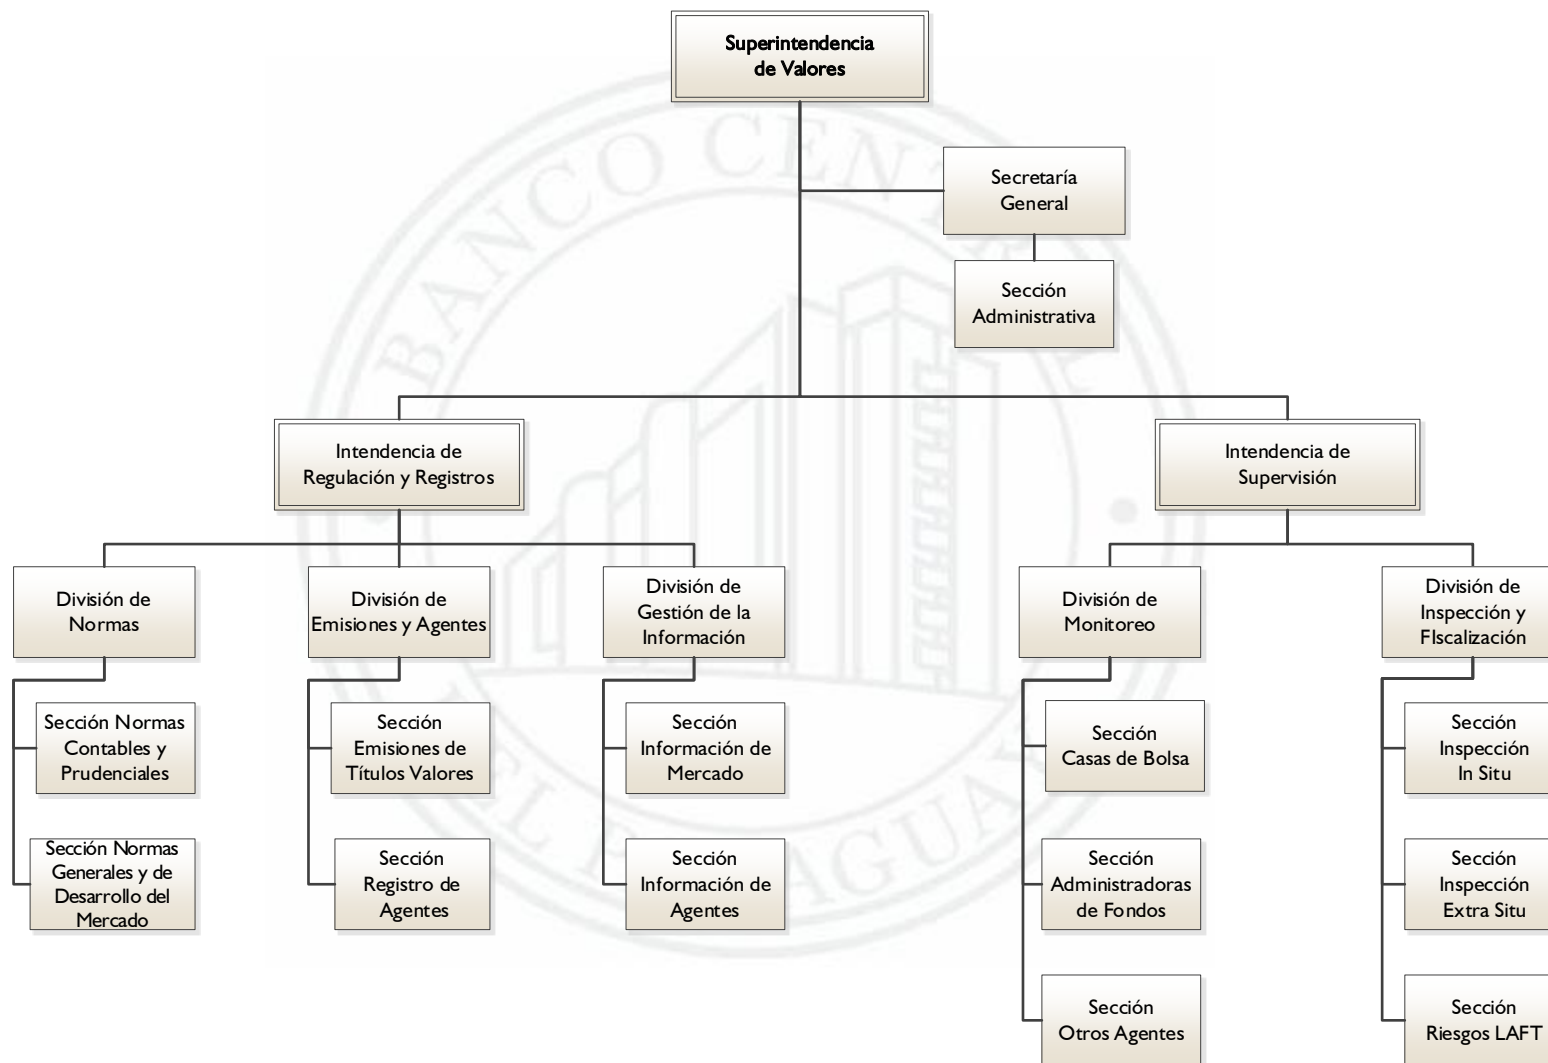 Superintendencia
de Valores
Secretaría
General
Sección
Administrativa
Intendencia de
Regulación y Registros
Intendencia de
Supervisión
División de
Normas
División de
Emisiones y Agentes
División de
Gestión de la
Información
División de
Monitoreo
División de
Inspección y
FIscalización
Sección Normas
Contables y
Prudenciales
Sección
Emisiones de
Títulos Valores
Sección
Información de
Mercado
Sección
Casas de Bolsa
Sección
Inspección
In Situ
Sección Normas
Generales y de
Desarrollo del
Mercado
Sección
Registro de
Agentes
Sección
Información de
Agentes
Sección
Administradoras
de Fondos
Sección
Inspección
Extra Situ
Sección
Otros Agentes
Sección
Riesgos LAFT
BANCO CENTRAL
DEL PARAGUAY